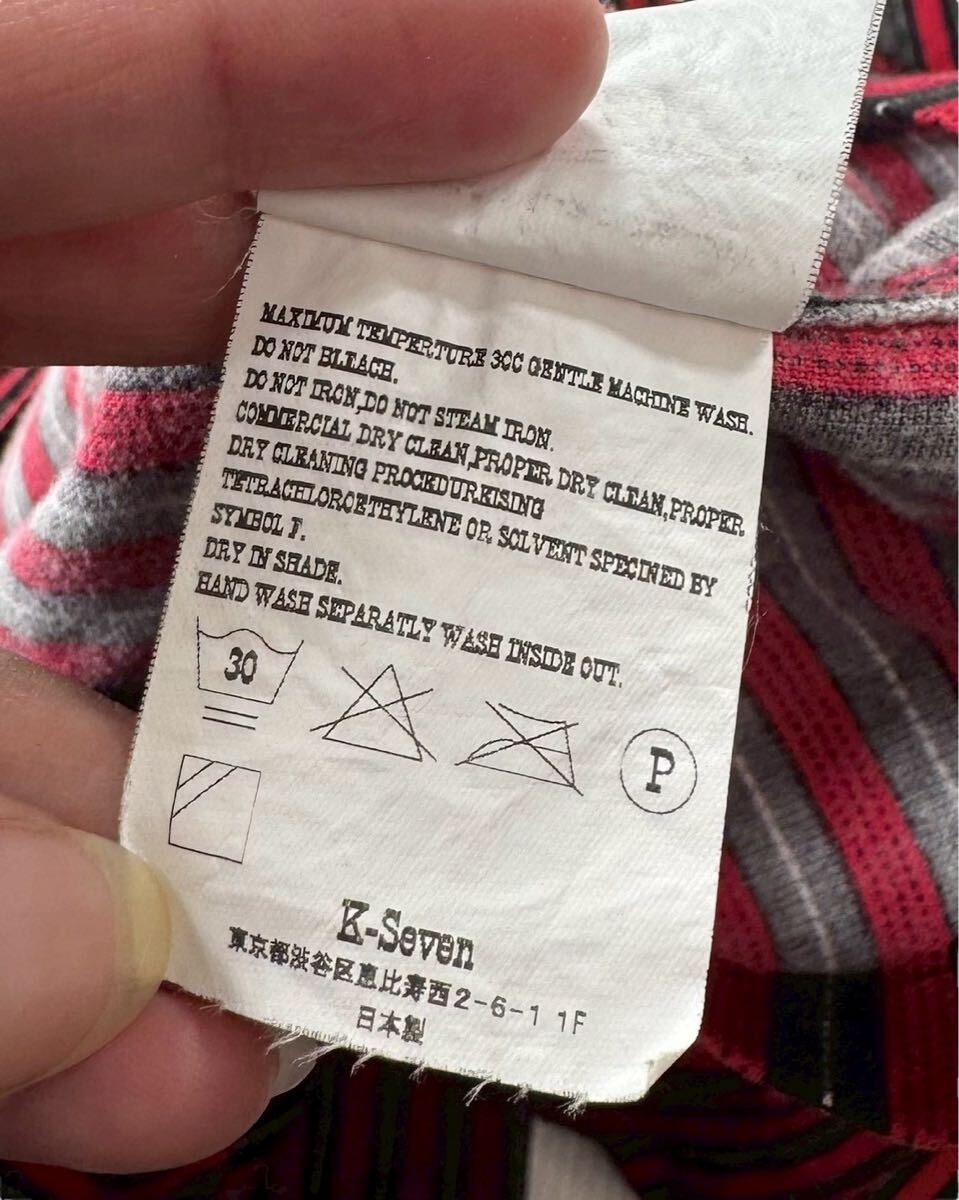 MAXIMUM TEMPERTURE 30C GENTLE MACHINE WASH.
DO NOT BLEACH.
DO NOT IRON,DO NOT STEAM IRON.
COMMERCIAL DRY CLEAN,PROPER DRY CLEAN,PROPER
DRY CLEANING PROCKDUREISING
TETRACHLOROETHYLENE OR SOLVENT SPECINED BY
SYMBOL F.
DRY IN SHADE.
HAND WASH SEPARATLY WASH INSIDE OUT.
30
P
K-Seven
東京都渋谷区恵比寿西2-6-1 1F
日本製